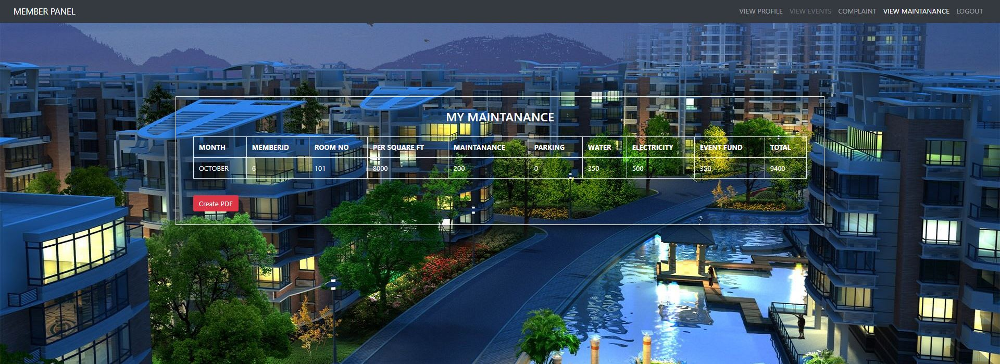 MEMBER PANEL VIEW PROFILE VIEW EVENTS COMPLAINT VIEW MAINTANANCE LOGOUT
MY MAINTANANCE
MONTH MEMBERID ROOM NO PER SQUARE FT MAINTANANCE PARKING WATER ELECTRICITY EVENT FUND TOTAL
OCTOBER 6 101 8000 200 0 350 500 350 9400
Create PDF